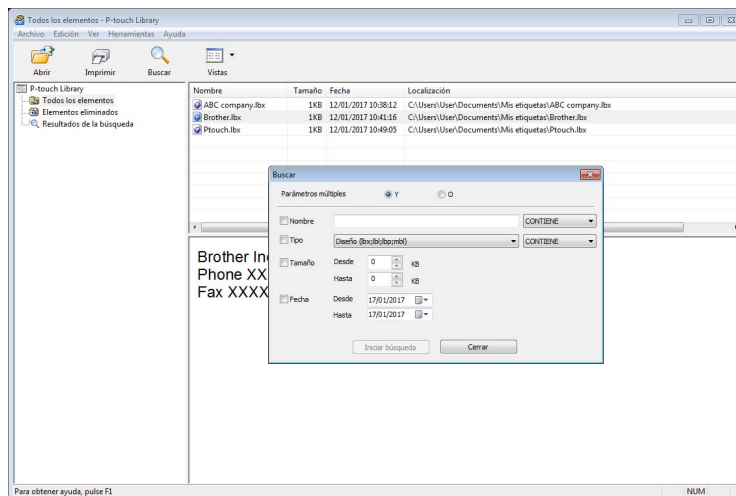 Todos los elementos - P-touch Library
Archivo Edición Ver Herramientas Ayuda
Abrir Imprimir Buscar Vistas
P-touch Library
Todos los elementos
Elementos eliminados
Resultados de la búsqueda
Nombre Tamaño Fecha Localización
ABC company.lbx 1KB 12/01/2017 10:38:12 C:\Users\User\Documents\Mis etiquetas\ABC company.lbx
Brother.lbx 1KB 12/01/2017 10:41:16 C:\Users\User\Documents\Mis etiquetas\Brother.lbx
Ptouch.lbx 1KB 12/01/2017 10:49:05 C:\Users\User\Documents\Mis etiquetas\Ptouch.lbx
Buscar
Parámetros múltiples Y O
Nombre CONTIENE
Tipo Diseño (lbx;lbl;lbp;mbl) CONTIENE
Tamaño Desde 0 KB
Hasta 0 KB
Fecha Desde 17/01/2017
Hasta 17/01/2017
Iniciar búsqueda Cerrar
Brother In
Phone XX
Fax XXXX
Para obtener ayuda, pulse F1 NUM